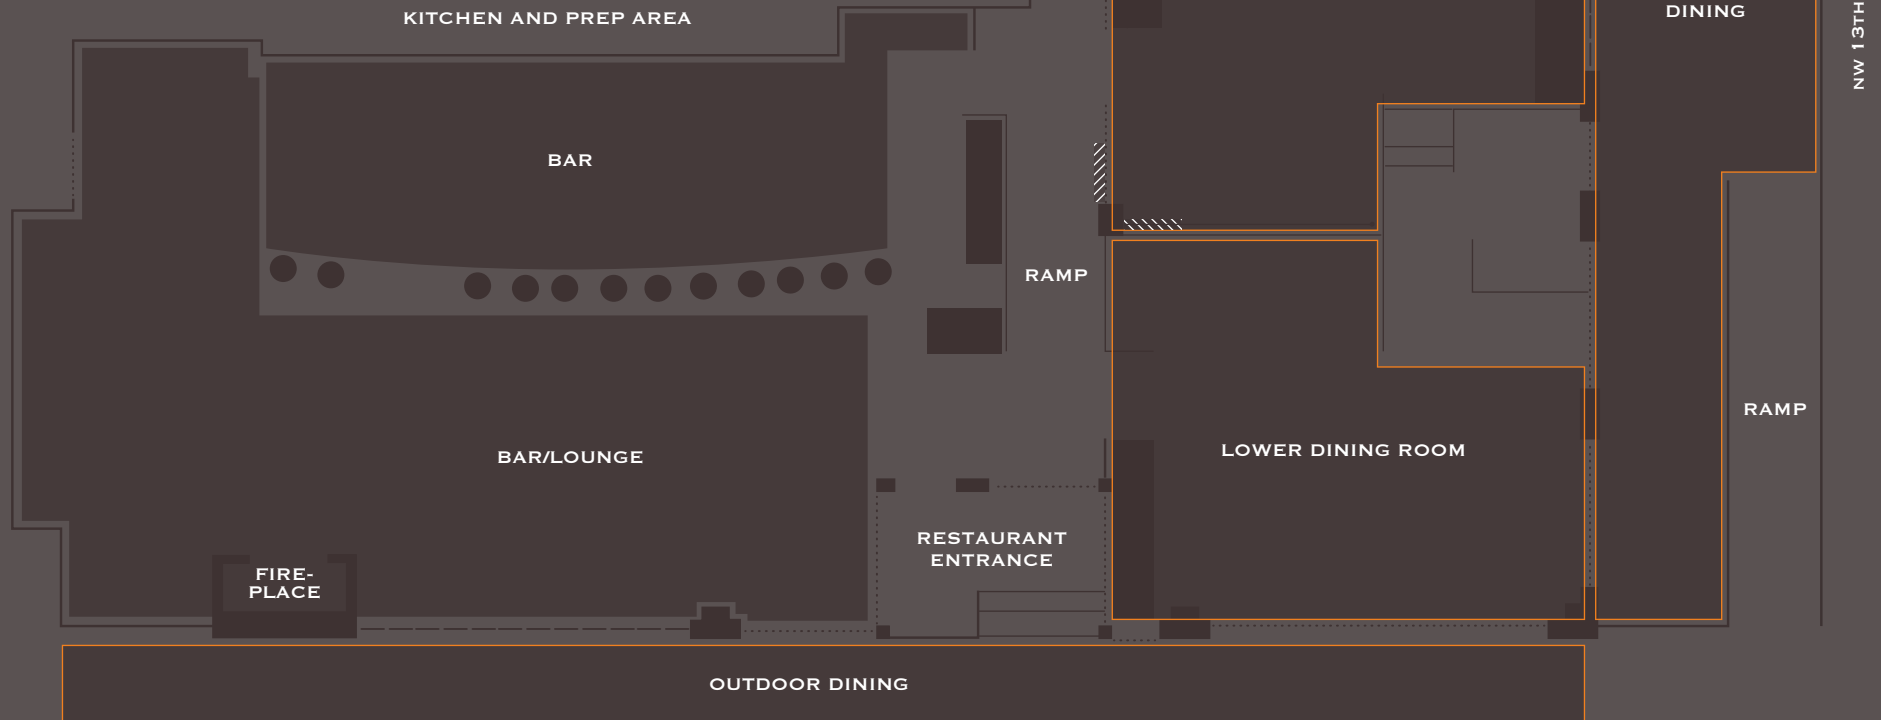 KITCHEN AND PREP AREA
DINING
NW 13TH
BAR
RAMP
RAMP
LOWER DINING ROOM
BAR/LOUNGE
RESTAURANT
ENTRANCE
FIRE-
PLACE
OUTDOOR DINING